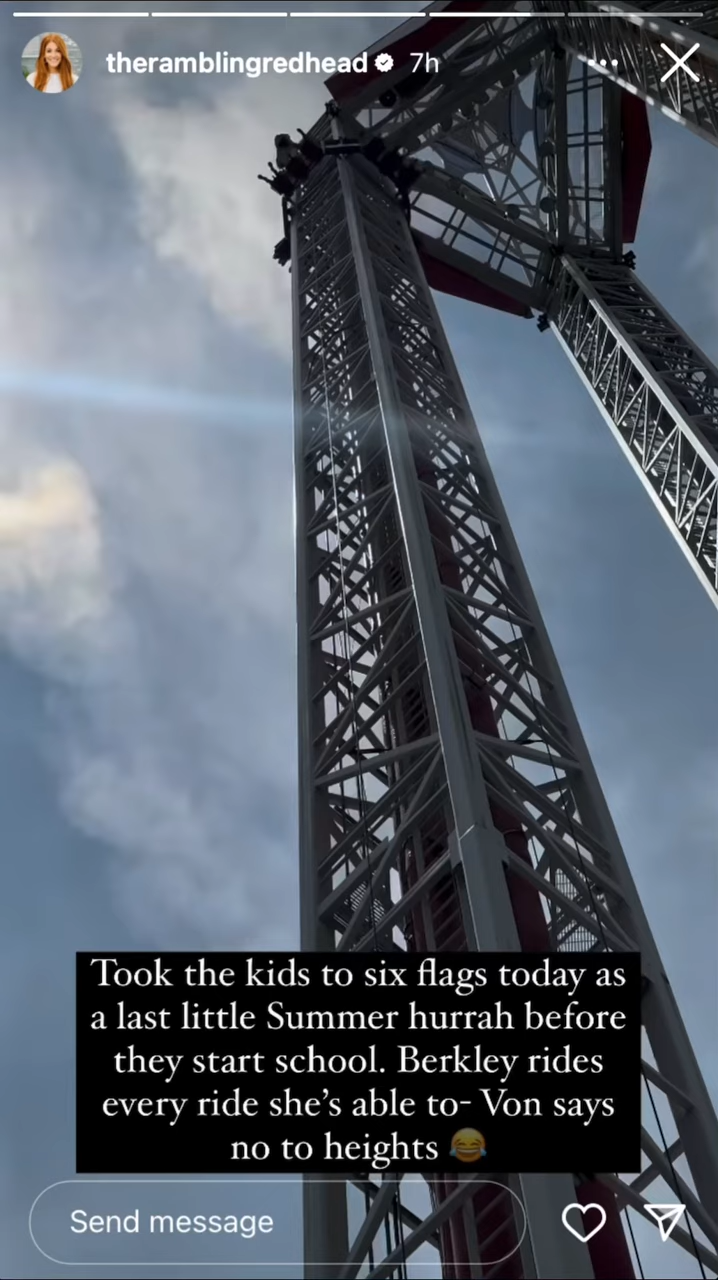 theramblingredhead 7h
Took the kids to six flags today as
a last little Summer hurrah before
they start school. Berkley rides
every ride she’s able to- Von says
no to heights 😂
Send message